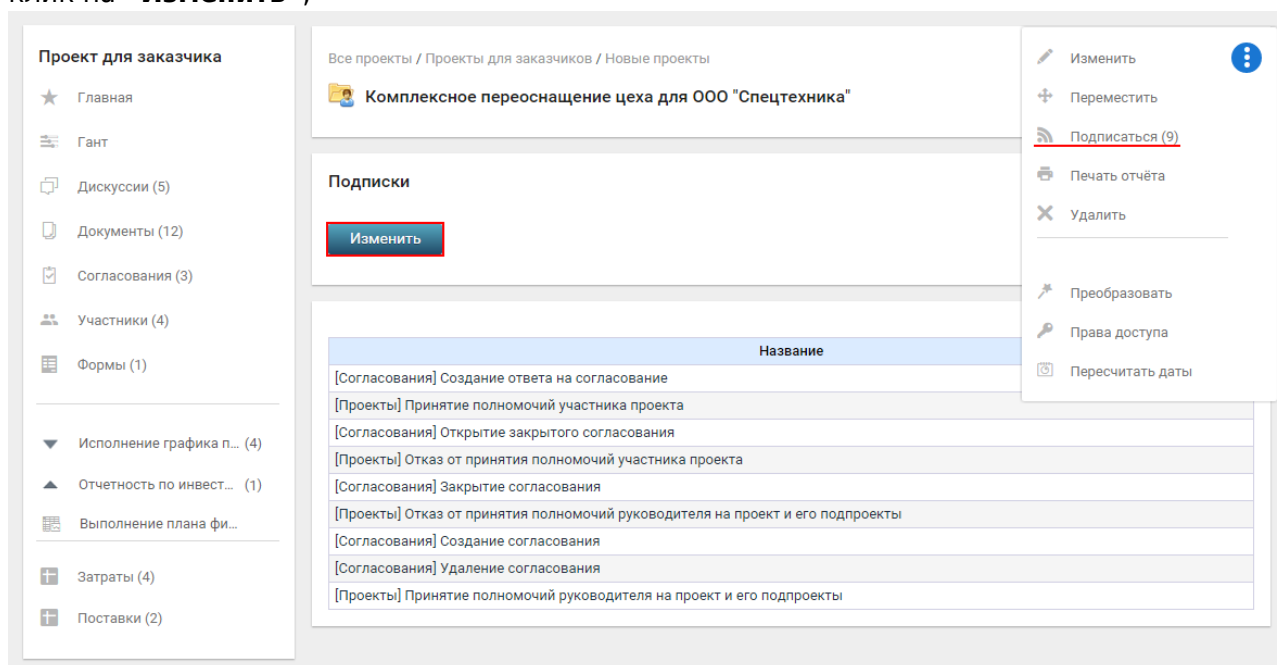 клик на "Изменить",
Проект для заказчика
Главная
Гант
Дискуссии (5)
Документы (12)
Согласования (3)
Участники (4)
Формы (1)
Исполнение графика п... (4)
Отчетность по инвест... (1)
Выполнение плана фи...
Затраты (4)
Поставки (2)
Все проекты / Проекты для заказчиков / Новые проекты
Комплексное переоснащение цеха для ООО "Спецтехника"
Подписки
Изменить
Название
[Согласования] Создание ответа на согласование
[Проекты] Принятие полномочий участника проекта
[Согласования] Открытие закрытого согласования
[Проекты] Отказ от принятия полномочий участника проекта
[Согласования] Закрытие согласования
[Проекты] Отказ от принятия полномочий руководителя на проект и его подпроекты
[Согласования] Создание согласования
[Согласования] Удаление согласования
[Проекты] Принятие полномочий руководителя на проект и его подпроекты
Изменить
Переместить
Подписаться (9)
Печать отчёта
Удалить
Преобразовать
Права доступа
Пересчитать даты